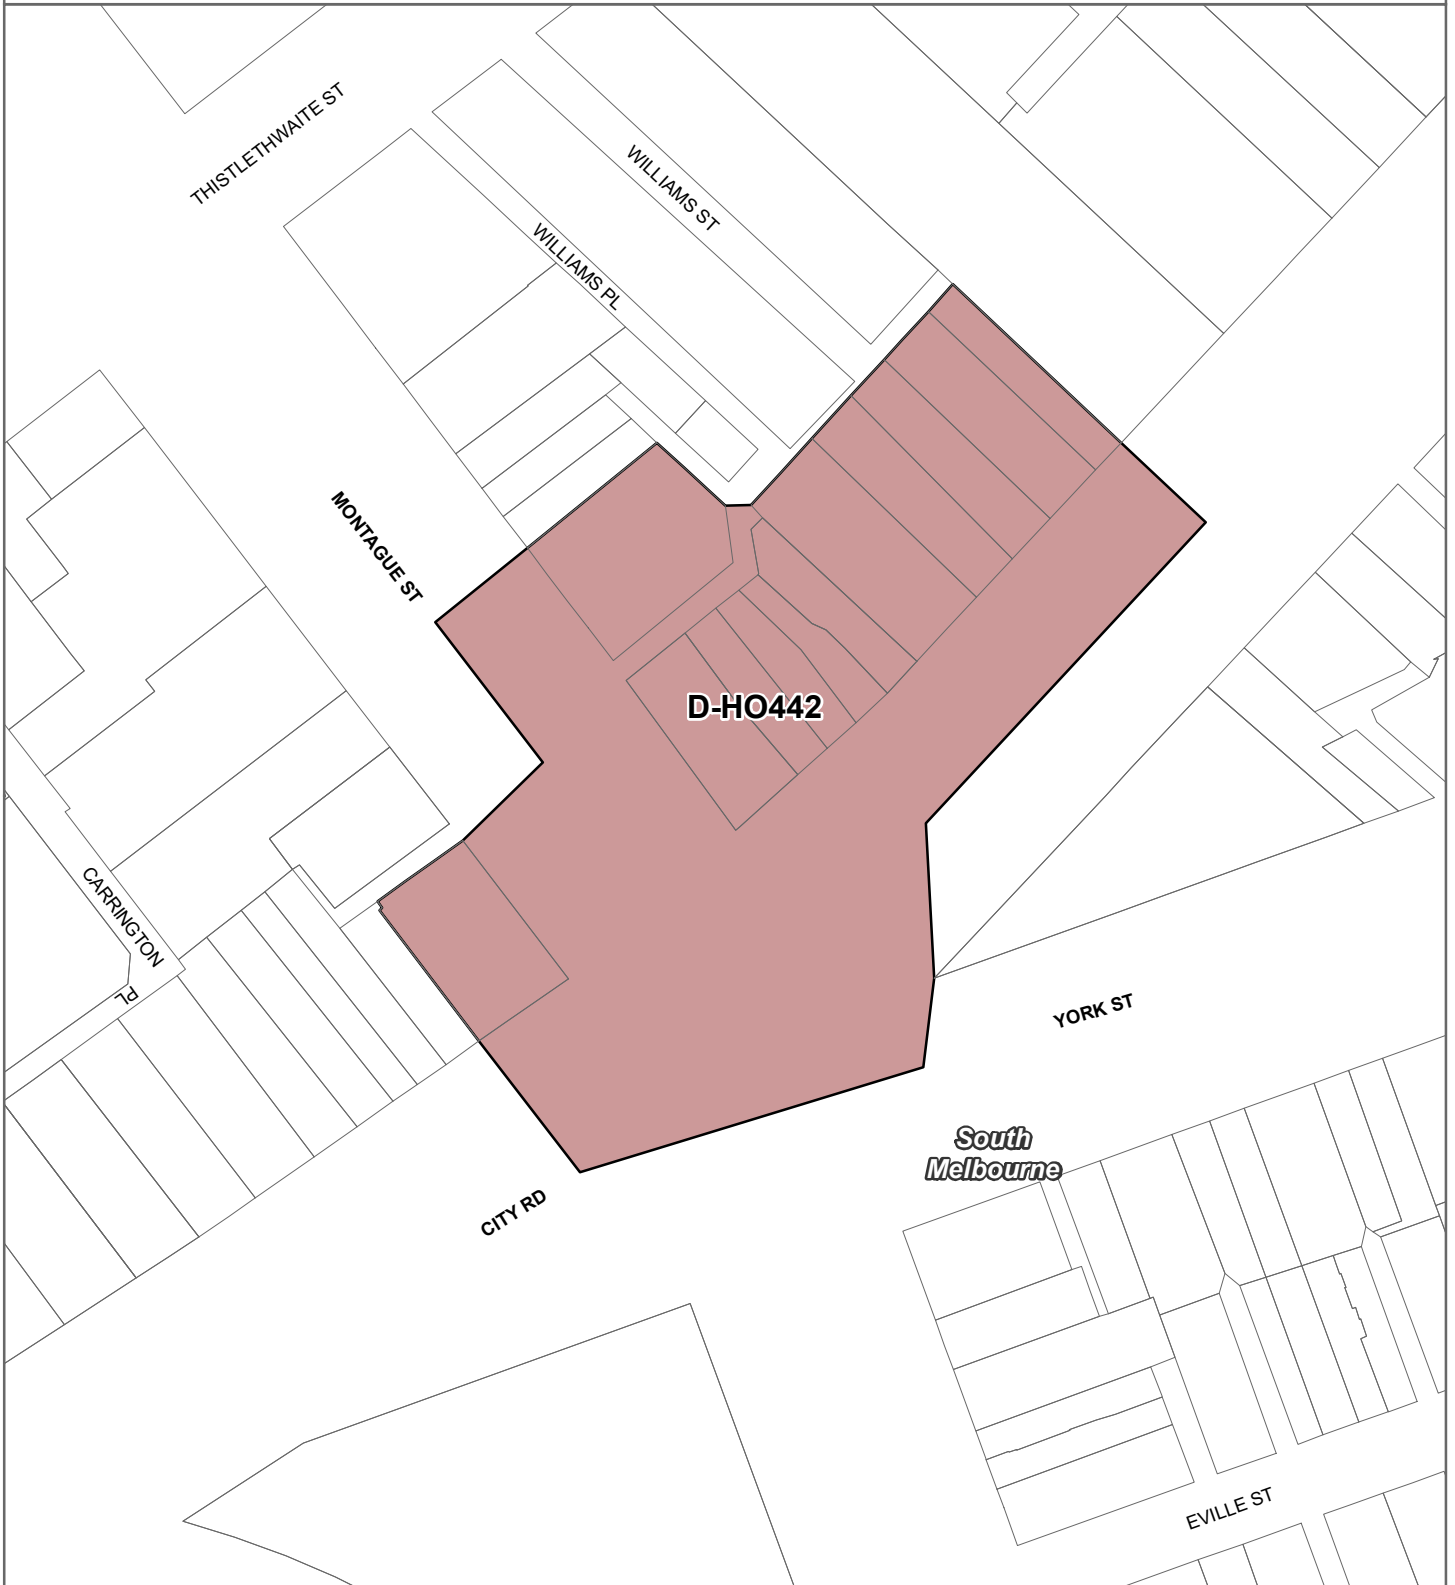 THISTLETHWAITE ST
WILLIAMS ST
WILLIAMS PL
MONTAGUE ST
D-HO442
CARRINGTON
PL
YORK ST
South
Melbourne
CITY RD
EVILLE ST